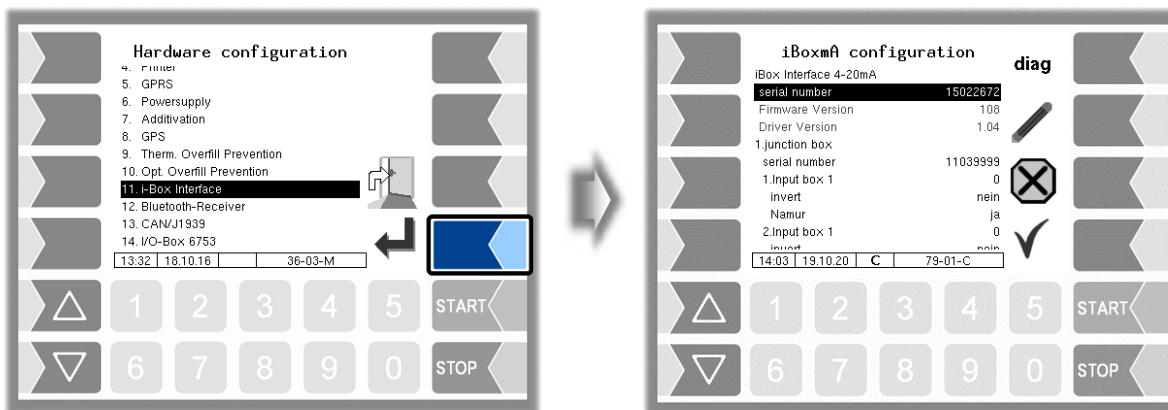 Hardware configuration
4. Printer
5. GPRS
6. Powersupply
7. Additivation
8. GPS
9. Therm. Overfill Prevention
10. Opt. Overfill Prevention
11. i-Box Interface
12. Bluetooth-Receiver
13. CAN/J1939
14. I/O-Box 6753
13:32 18.10.16 36-03-M
1 2 3 4 5 START
6 7 8 9 0 STOP
iBoxmA configuration
diag
iBox Interface 4-20mA
serial number 15022672
Firmware Version 108
Driver Version 1.04
1.junction box
serial number 11039999
1.Input box 1 0
invert nein
Namur ja
2.Input box 1 0
invert nein
14:03 19.10.20 C 79-01-C
1 2 3 4 5 START
6 7 8 9 0 STOP